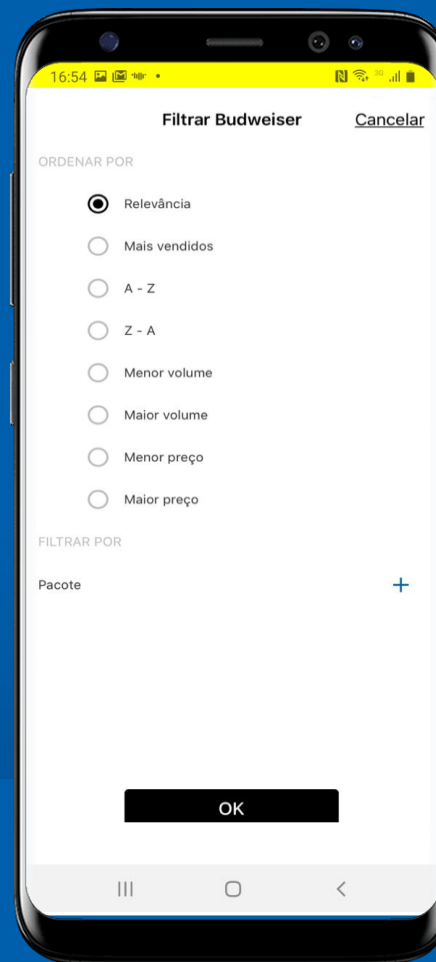 16:54
3G
Filtrar Budweiser
Cancelar
ORDENAR POR
Relevância
Mais vendidos
A - Z
Z - A
Menor volume
Maior volume
Menor preço
Maior preço
FILTRAR POR
Pacote
OK